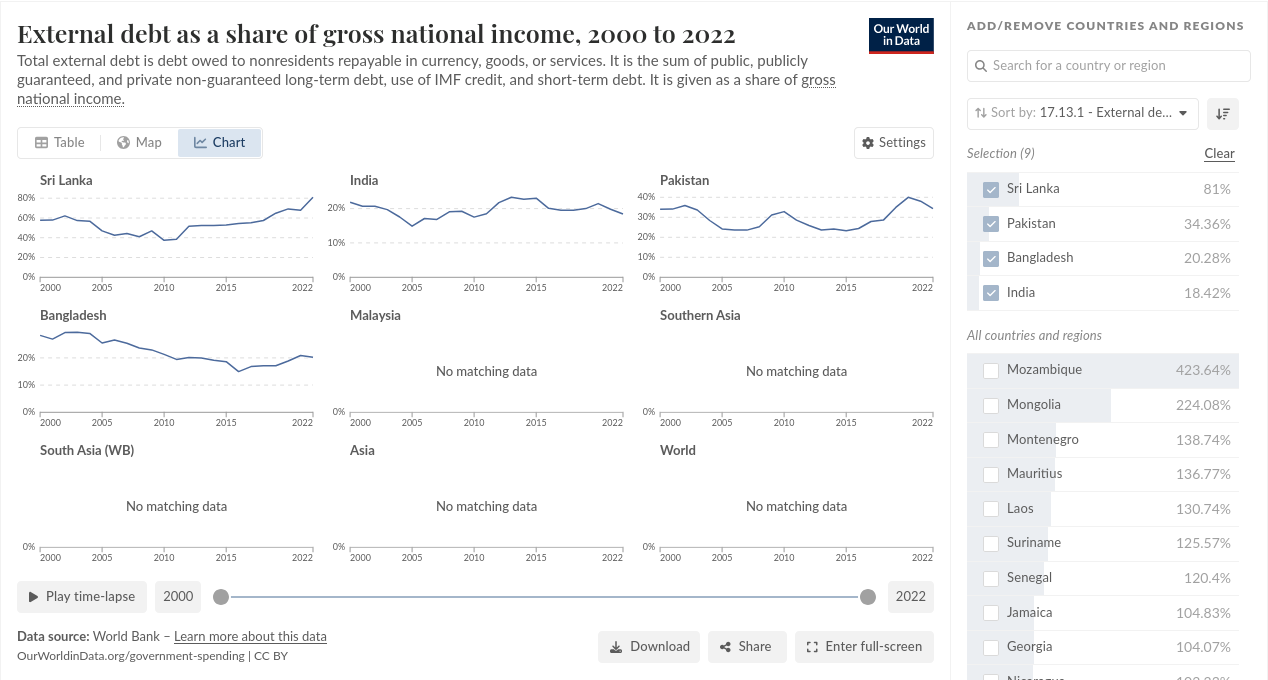 External debt as a share of gross national income, 2000 to 2022
Total external debt is debt owed to nonresidents repayable in currency, goods, or services. It is the sum of public, publicly
guaranteed, and private non-guaranteed long-term debt, use of IMF credit, and short-term debt. It is given as a share of gross
national income.
Our World
in Data
Table
Map
Chart
Settings
Sri Lanka
80%
60%
40%
20%
0%
2000 2005 2010 2015 2022
India
20%
10%
0%
2000 2005 2010 2015 2022
Pakistan
40%
30%
20%
10%
0%
2000 2005 2010 2015 2022
Bangladesh
20%
10%
0%
2000 2005 2010 2015 2022
Malaysia
No matching data
0%
2000 2005 2010 2015 2022
Southern Asia
No matching data
0%
2000 2005 2010 2015 2022
South Asia (WB)
No matching data
0%
2000 2005 2010 2015 2022
Asia
No matching data
0%
2000 2005 2010 2015 2022
World
No matching data
0%
2000 2005 2010 2015 2022
Play time-lapse
2000
2022
Data source: World Bank – Learn more about this data
OurWorldinData.org/government-spending | CC BY
Download
Share
Enter full-screen
ADD/REMOVE COUNTRIES AND REGIONS
Search for a country or region
Sort by: 17.13.1 - External de...
Selection (9)
Clear
Sri Lanka 81%
Pakistan 34.36%
Bangladesh 20.28%
India 18.42%
All countries and regions
Mozambique 423.64%
Mongolia 224.08%
Montenegro 138.74%
Mauritius 136.77%
Laos 130.74%
Suriname 125.57%
Senegal 120.4%
Jamaica 104.83%
Georgia 104.07%